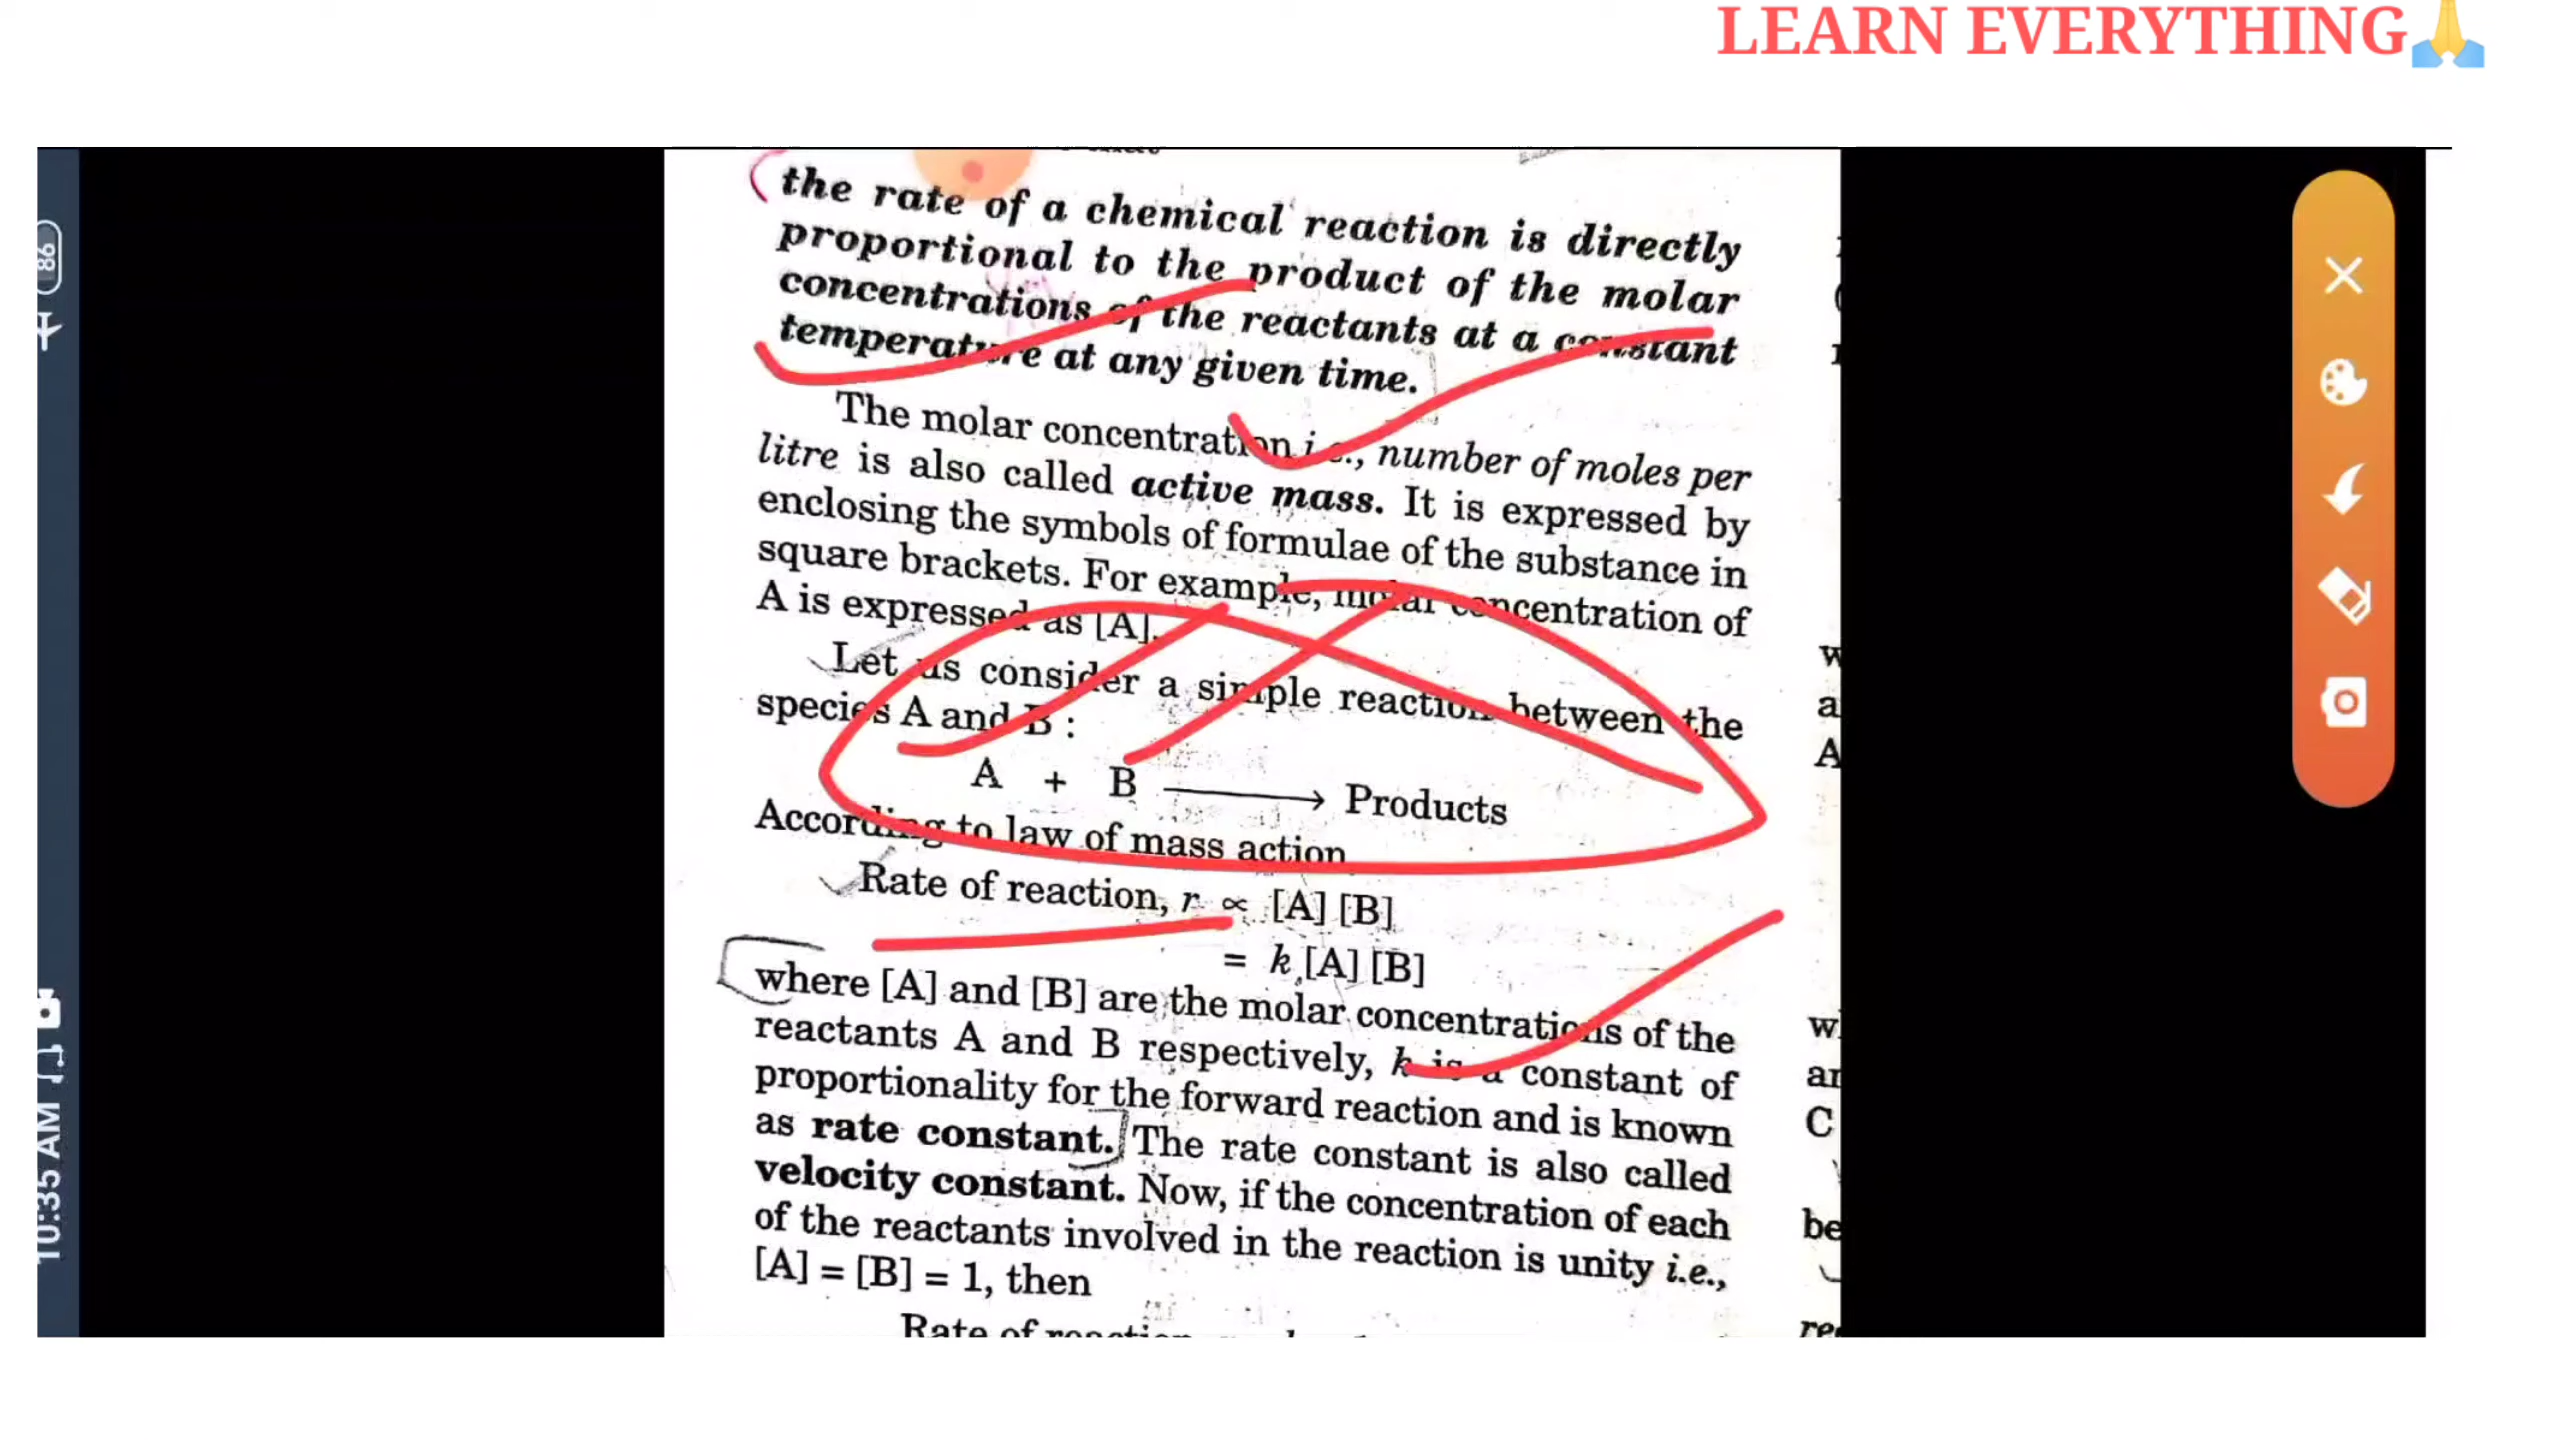 LEARN EVERYTHING🙏
the rate of a chemical reaction is directly
proportional to the product of the molar
concentrations of the reactants at a constant
temperature at any given time.
The molar concentration i.e., number of moles per
litre is also called active mass. It is expressed by
enclosing the symbols of formulae of the substance in
square brackets. For example, molar concentration of
A is expressed as [A].
Let us consider a simple reaction between the
species A and B :
A + B ⟶ Products
According to law of mass action
Rate of reaction, r ∝ [A] [B]
= k [A] [B]
where [A] and [B] are the molar concentrations of the
reactants A and B respectively, k is a constant of
proportionality for the forward reaction and is known
as rate constant. The rate constant is also called
velocity constant. Now, if the concentration of each
of the reactants involved in the reaction is unity i.e.,
[A] = [B] = 1, then
Rate of
w
a
A
w
ar
C
be
re
98
10:35 AM